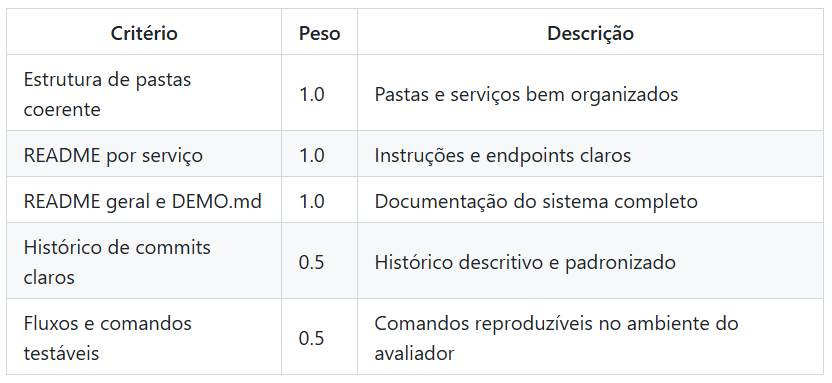 Critério Peso Descrição
Estrutura de pastas
coerente
1.0 Pastas e serviços bem organizados
README por serviço 1.0 Instruções e endpoints claros
README geral e DEMO.md 1.0 Documentação do sistema completo
Histórico de commits
claros
0.5 Histórico descritivo e padronizado
Fluxos e comandos
testáveis
0.5 Comandos reproduzíveis no ambiente do
avaliador